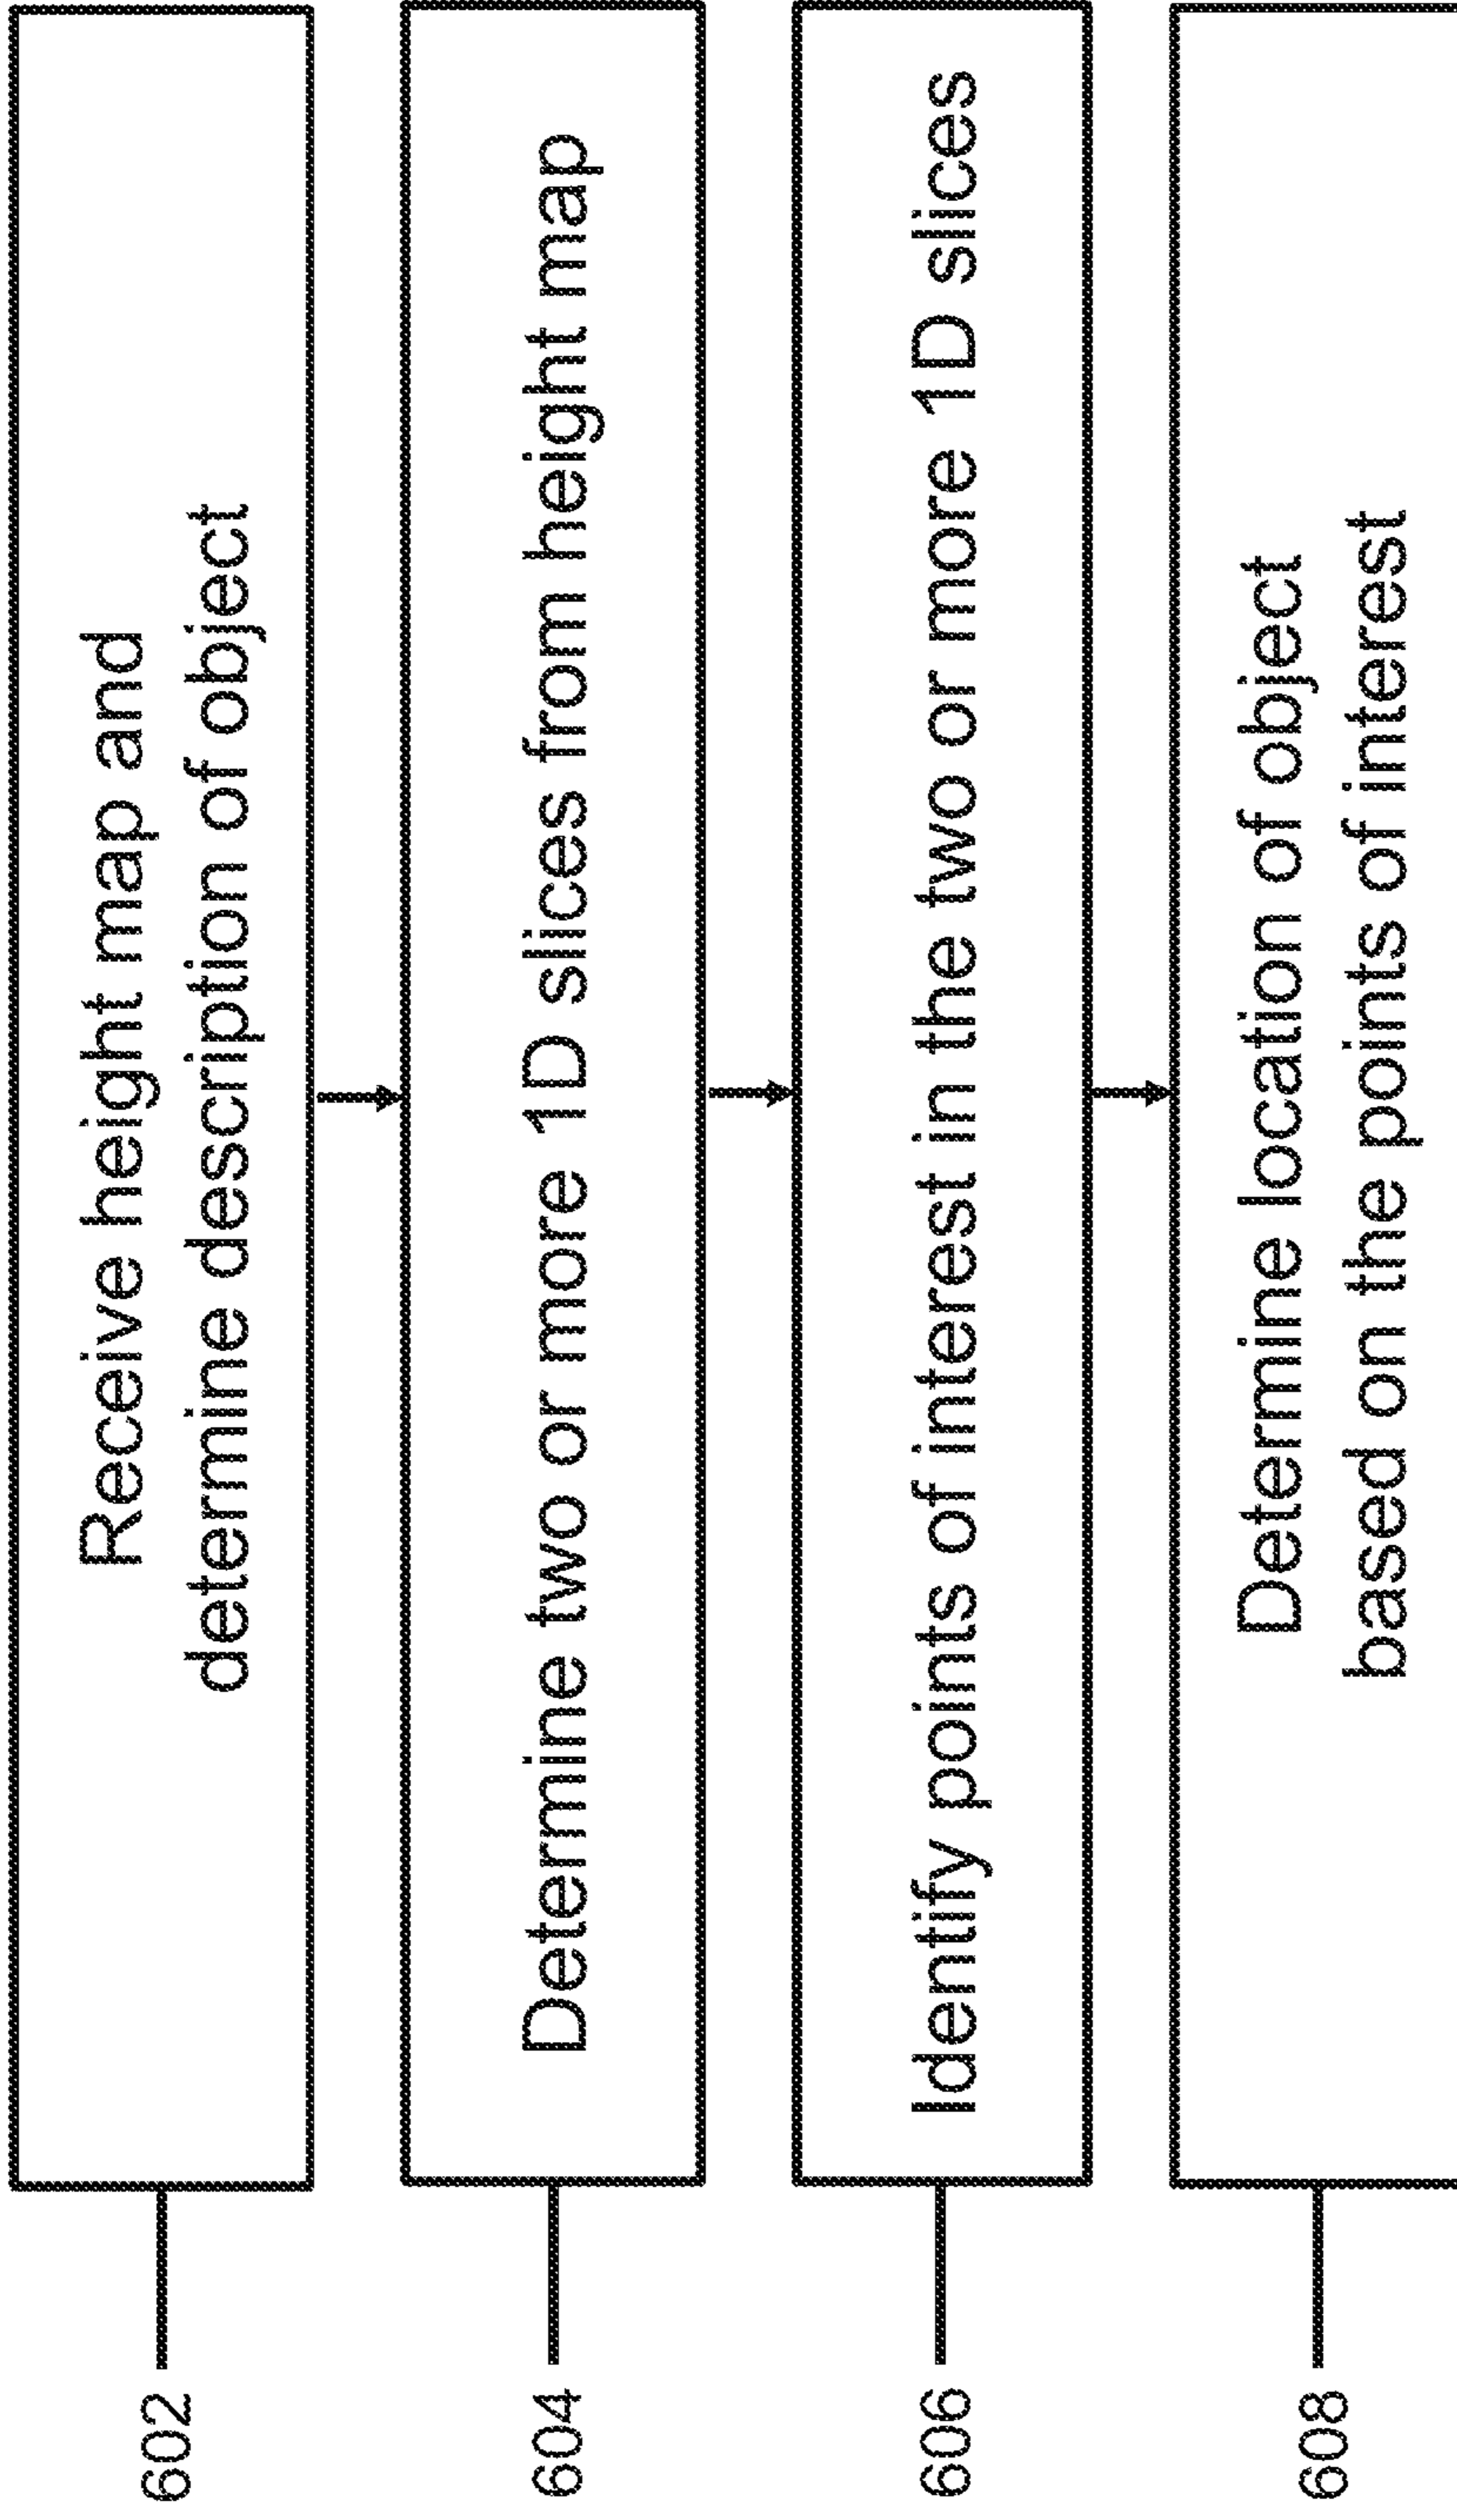 602
Receive height map and
determine description of object
604
Determine two or more 1D slices from height map
606
Identify points of interest in the two or more 1D slices
608
Determine location of object
based on the points of interest